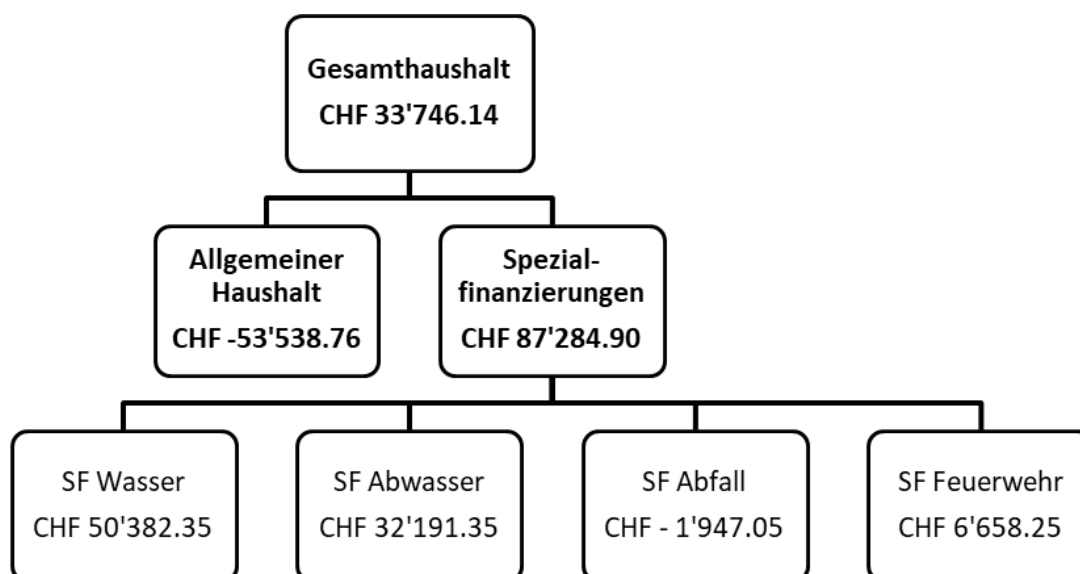 Gesamthaushalt
CHF 33'746.14
Allgemeiner
Haushalt
CHF -53'538.76
Spezial-
finanzierungen
CHF 87'284.90
SF Wasser
CHF 50'382.35
SF Abwasser
CHF 32'191.35
SF Abfall
CHF - 1'947.05
SF Feuerwehr
CHF 6'658.25